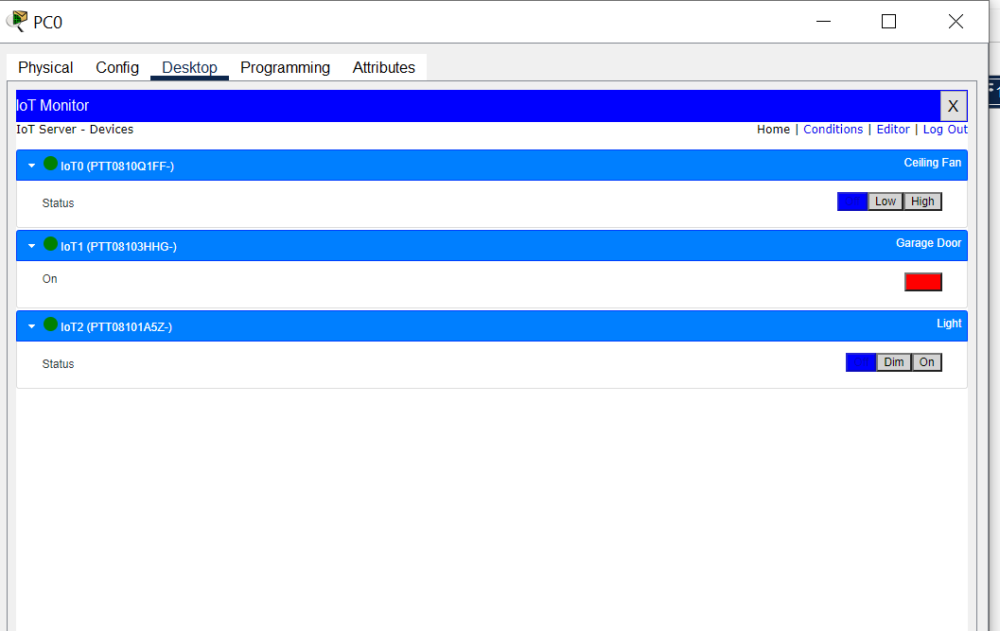 PC0
Physical Config Desktop Programming Attributes
IoT Monitor X
IoT Server - Devices Home | Conditions | Editor | Log Out
IoT0 (PTT0810Q1FF-) Ceiling Fan
Status Low High
IoT1 (PTT08103HHG-) Garage Door
On
IoT2 (PTT08101A5Z-) Light
Status Dim On